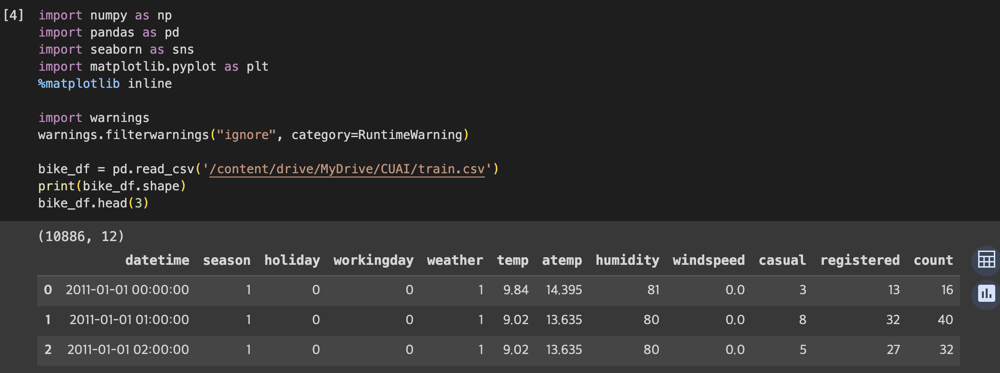 [4] import numpy as np
import pandas as pd
import seaborn as sns
import matplotlib.pyplot as plt
%matplotlib inline
import warnings
warnings.filterwarnings("ignore", category=RuntimeWarning)
bike_df = pd.read_csv('/content/drive/MyDrive/CUAI/train.csv')
print(bike_df.shape)
bike_df.head(3)
(10886, 12)
datetime season holiday workingday weather temp atemp humidity windspeed casual registered count
0 2011-01-01 00:00:00 1 0 0 1 9.84 14.395 81 0.0 3 13 16
1 2011-01-01 01:00:00 1 0 0 1 9.02 13.635 80 0.0 8 32 40
2 2011-01-01 02:00:00 1 0 0 1 9.02 13.635 80 0.0 5 27 32